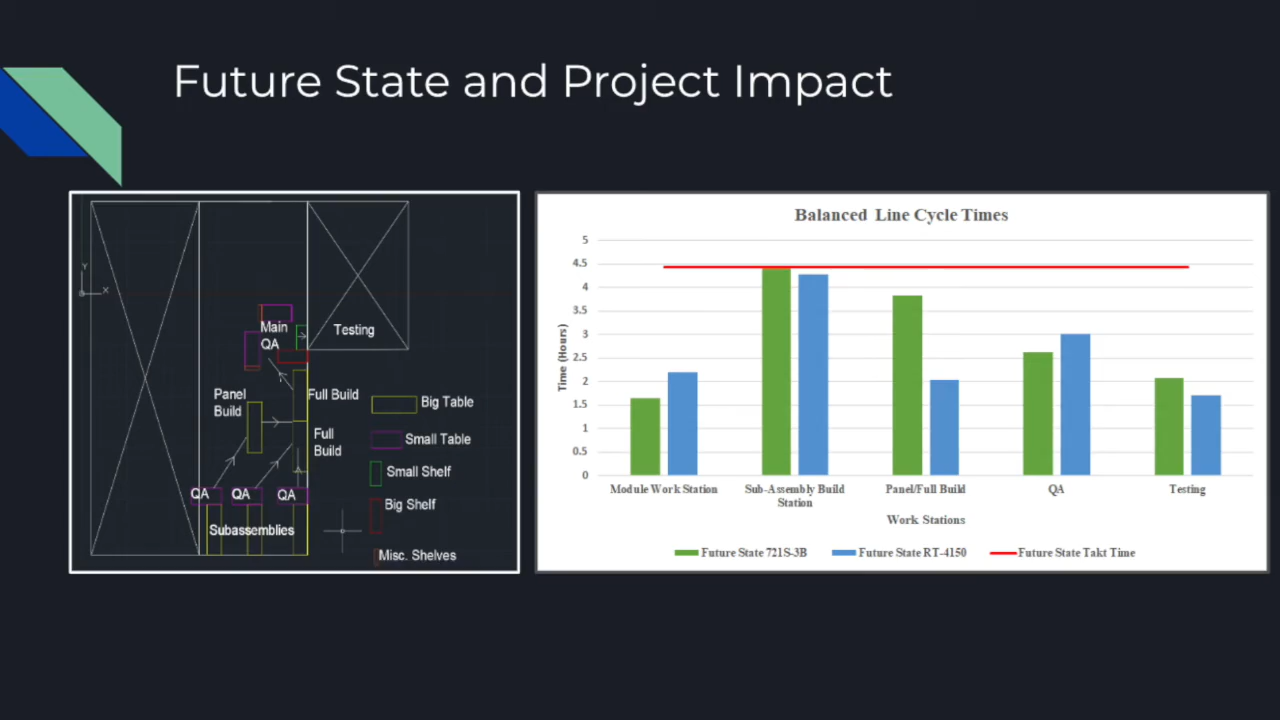 Future State and Project Impact
Y
X
Main
QA
Testing
Panel
Build
Full Build
Full
Build
QA
QA
QA
Subassemblies
Big Table
Small Table
Small Shelf
Big Shelf
Misc. Shelves
Balanced Line Cycle Times
Time (Hours)
5
4.5
4
3.5
3
2.5
2
1.5
1
0.5
0
Module Work Station
Sub-Assembly Build
Station
Panel/Full Build
QA
Testing
Work Stations
Future State 721S-3B
Future State RT-4150
Future State Takt Time